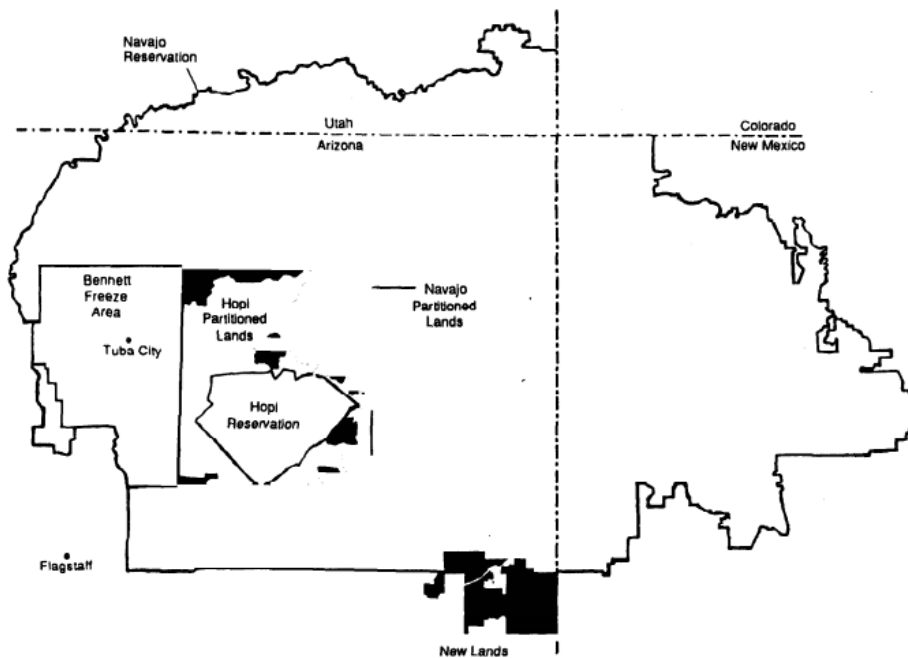 Navajo
Reservation
Utah
Arizona
Colorado
New Mexico
Bennett
Freeze
Area
Tuba City
Hopi
Partitioned
Lands
Navajo
Partitioned
Lands
Hopi
Reservation
Flagstaff
New Lands